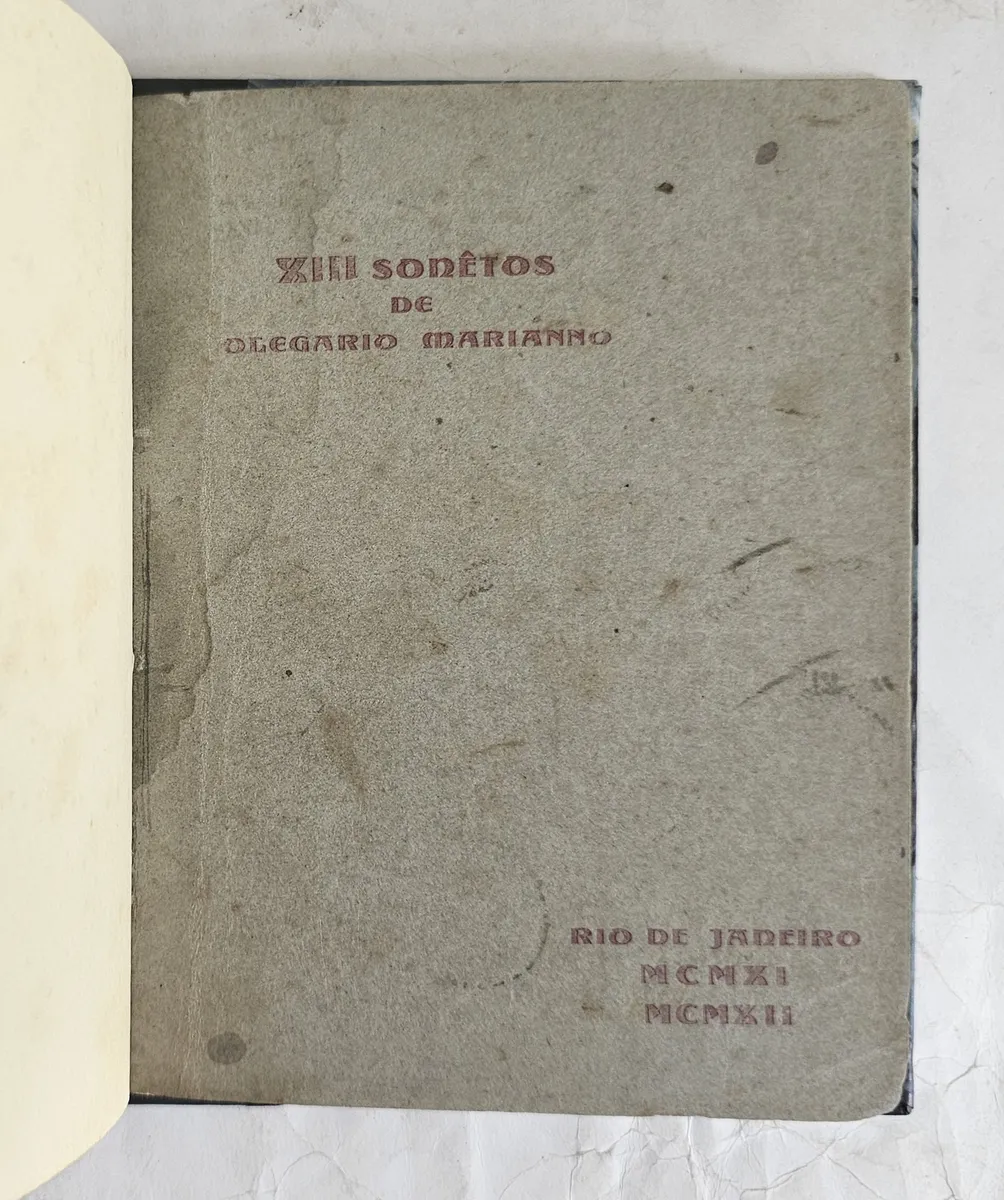 XIII SONÊTOS
DE
OLEGARIO MARIANNO
RIO DE JANEIRO
MCMXI
MCMXII